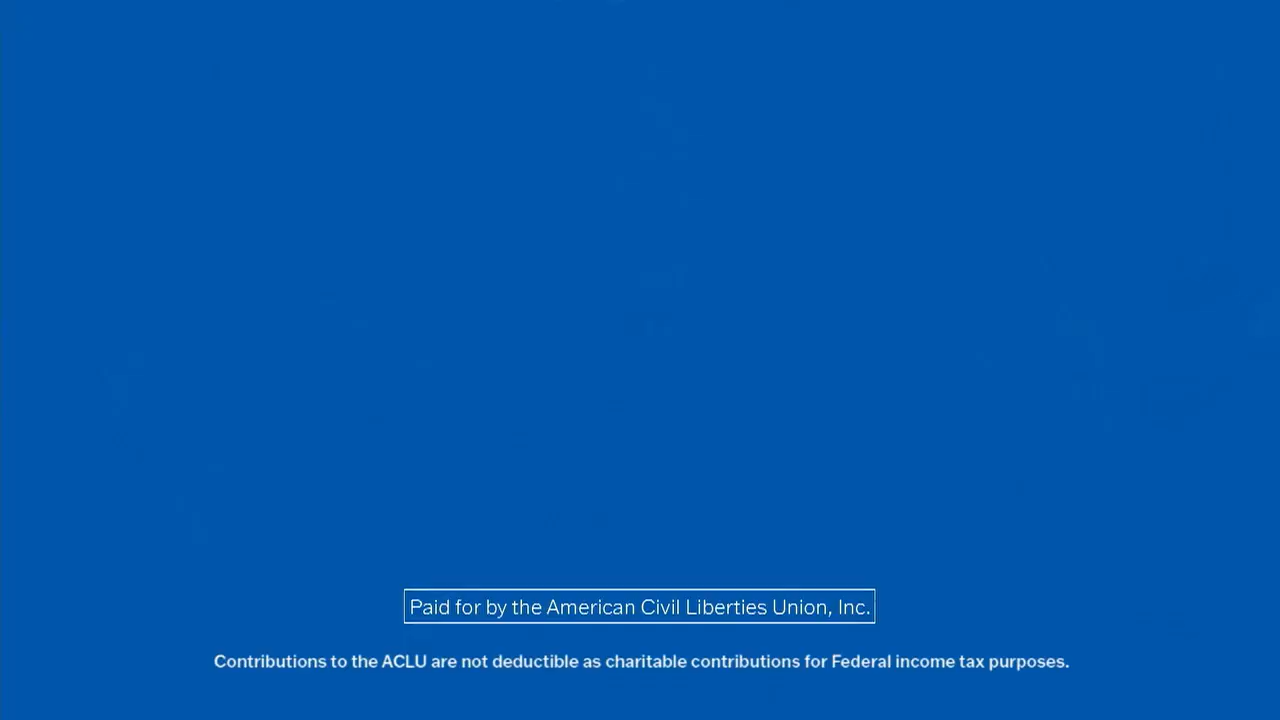 Paid for by the American Civil Liberties Union, Inc.
Contributions to the ACLU are not deductible as charitable contributions for Federal income tax purposes.